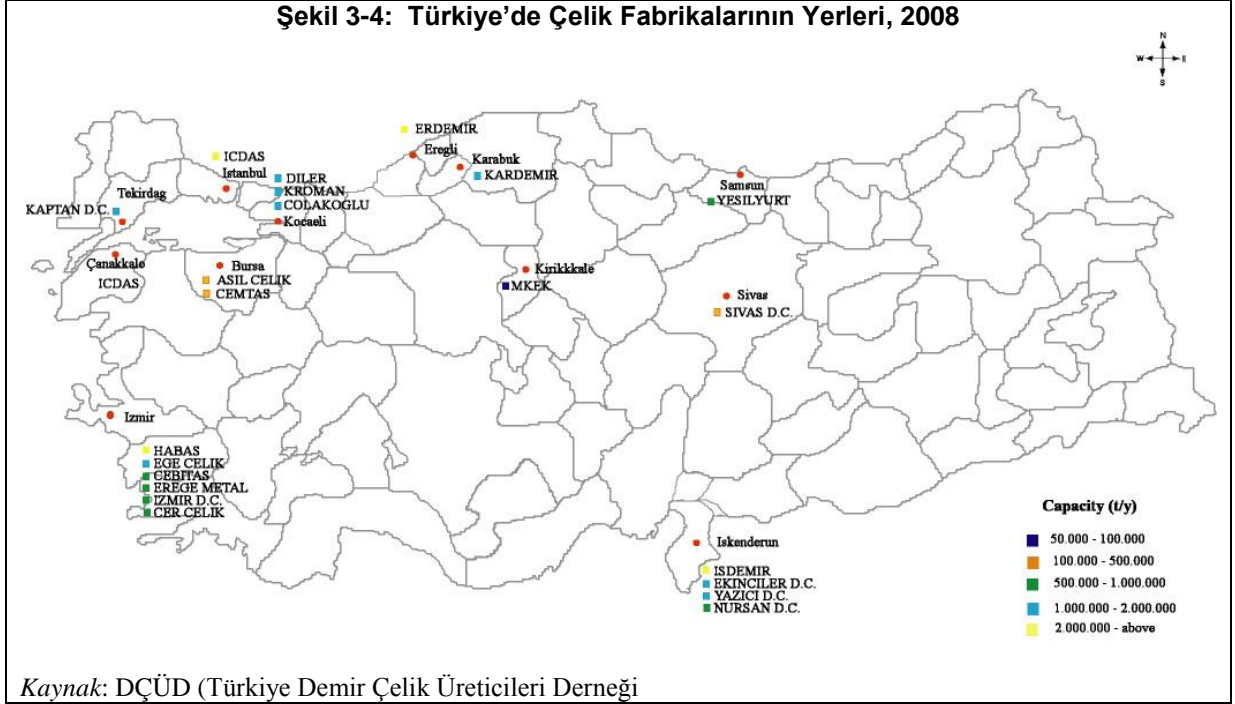 Şekil 3-4: Türkiye’de Çelik Fabrikalarının Yerleri, 2008
N
W
E
S
ERDEMIR
Eregli
ICDAS
Istanbul
Karabuk
KARDEMIR
DILER
KROMAN
COLAKOGLU
Kocaeli
Tekirdag
KAPTAN D.C.
Samsun
YESILYURT
Çanakkale
ICDAS
Bursa
ASIL CELIK
CEMTAS
Kirikkkale
MKEK
Sivas
SIVAS D.C.
Izmir
HABAS
EGE CELIK
CEBITAS
EREGE METAL
IZMIR D.C.
CER CELIK
Iskenderun
ISDEMIR
EKINCILER D.C.
YAZICI D.C.
NURSAN D.C.
Capacity (t/y)
50.000 - 100.000
100.000 - 500.000
500.000 - 1.000.000
1.000.000 - 2.000.000
2.000.000 - above
Kaynak: DÇÜD (Türkiye Demir Çelik Üreticileri Derneği